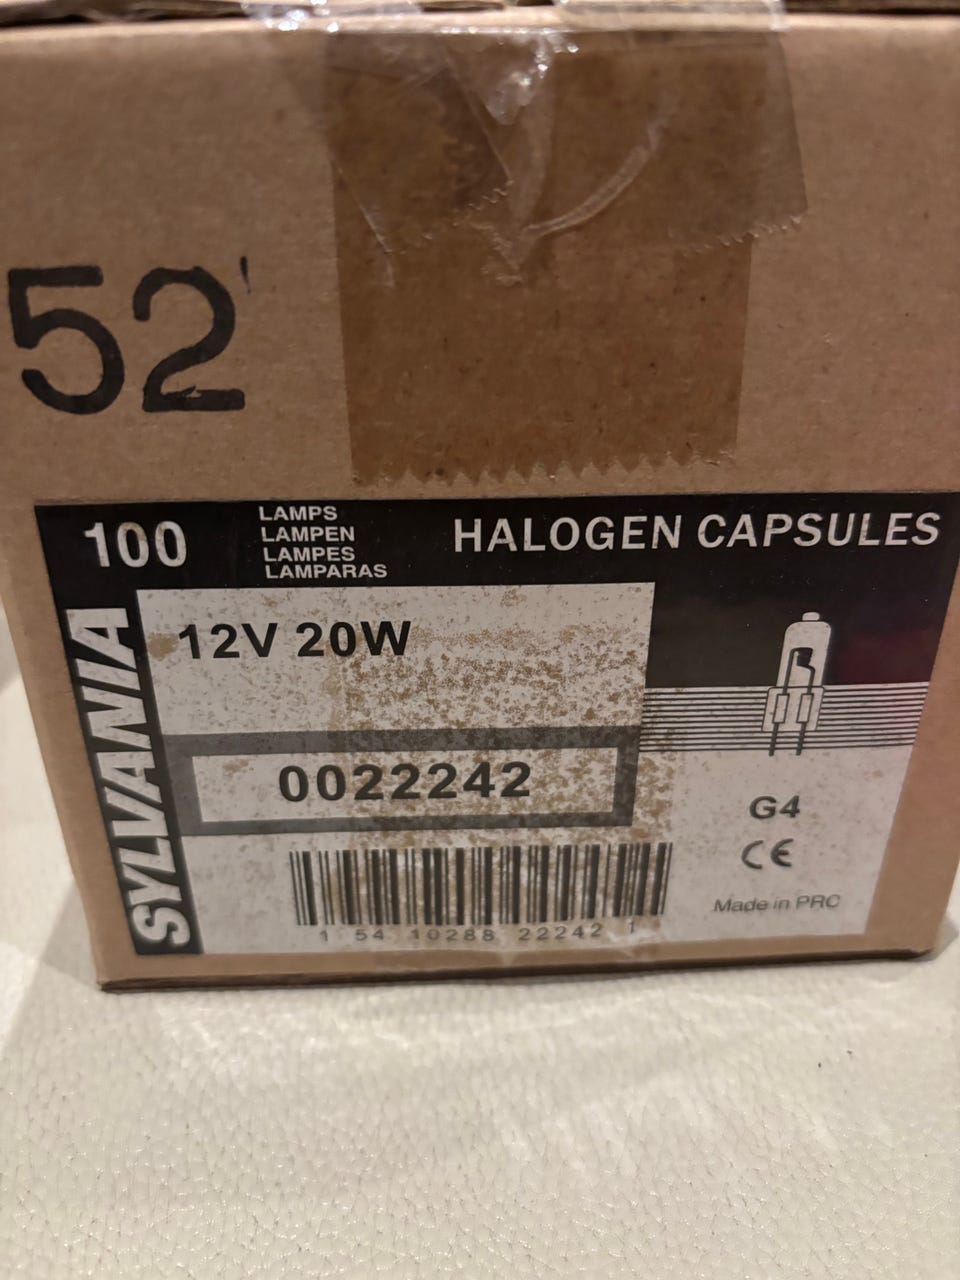 52
100
LAMPS
LAMPEN
LAMPES
LAMPARAS
HALOGEN CAPSULES
SYLVANIA
12V 20W
0022242
1 54 10288 22242 1
G4
CE
Made in PRC